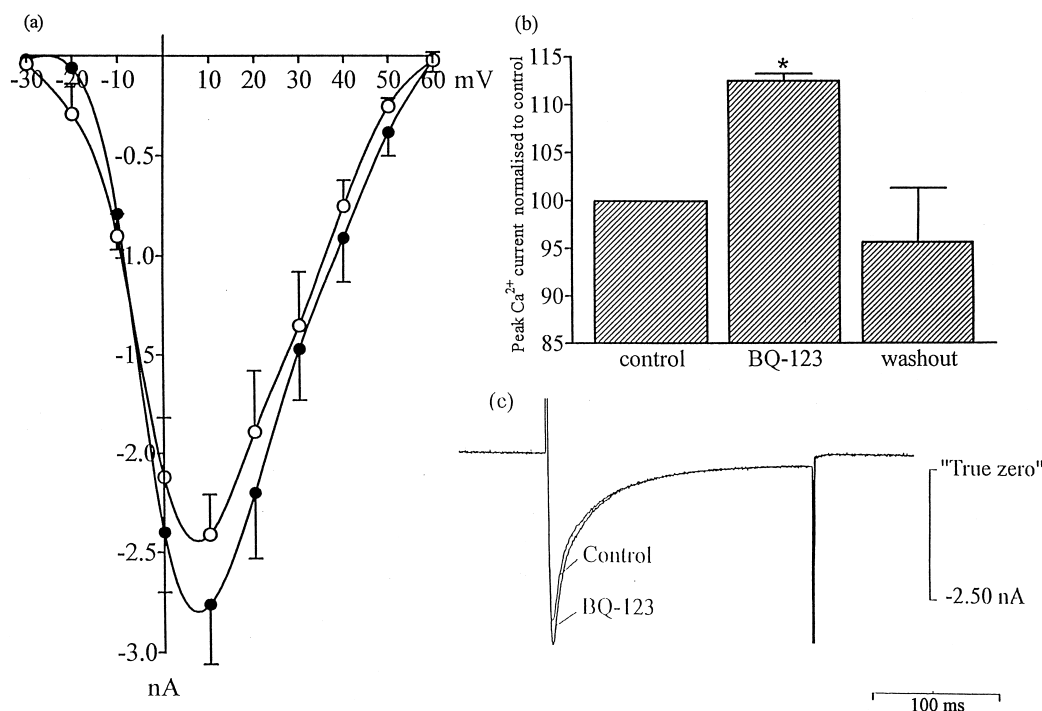 (a)
-30 -20 -10 10 20 30 40 50 60 mV
-0.5
-1.0
-1.5
-2.0
-2.5
-3.0
nA
(b)
Peak Ca2+ current normalised to control
115
110
105
100
95
90
85
*
control BQ-123 washout
(c)
Control
BQ-123
"True zero"
-2.50 nA
100 ms